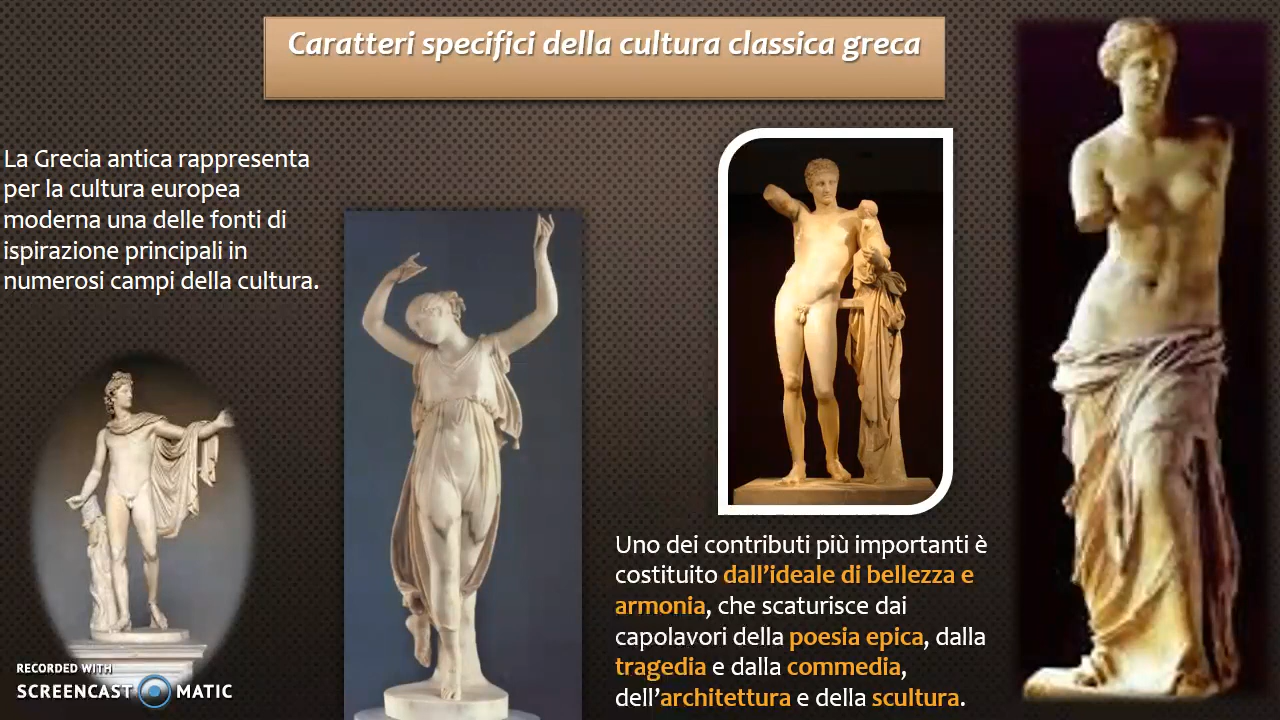 Caratteri specifici della cultura classica greca
La Grecia antica rappresenta
per la cultura europea
moderna una delle fonti di
ispirazione principali in
numerosi campi della cultura.
Uno dei contributi più importanti è
costituito dall’ideale di bellezza e
armonia, che scaturisce dai
capolavori della poesia epica, dalla
tragedia e dalla commedia,
dell’architettura e della scultura.
RECORDED WITH
SCREENCAST MATIC